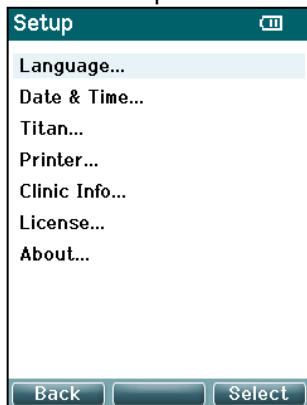 Setup
Language...
Date & Time...
Titan...
Printer...
Clinic Info...
License...
About...
Back Select